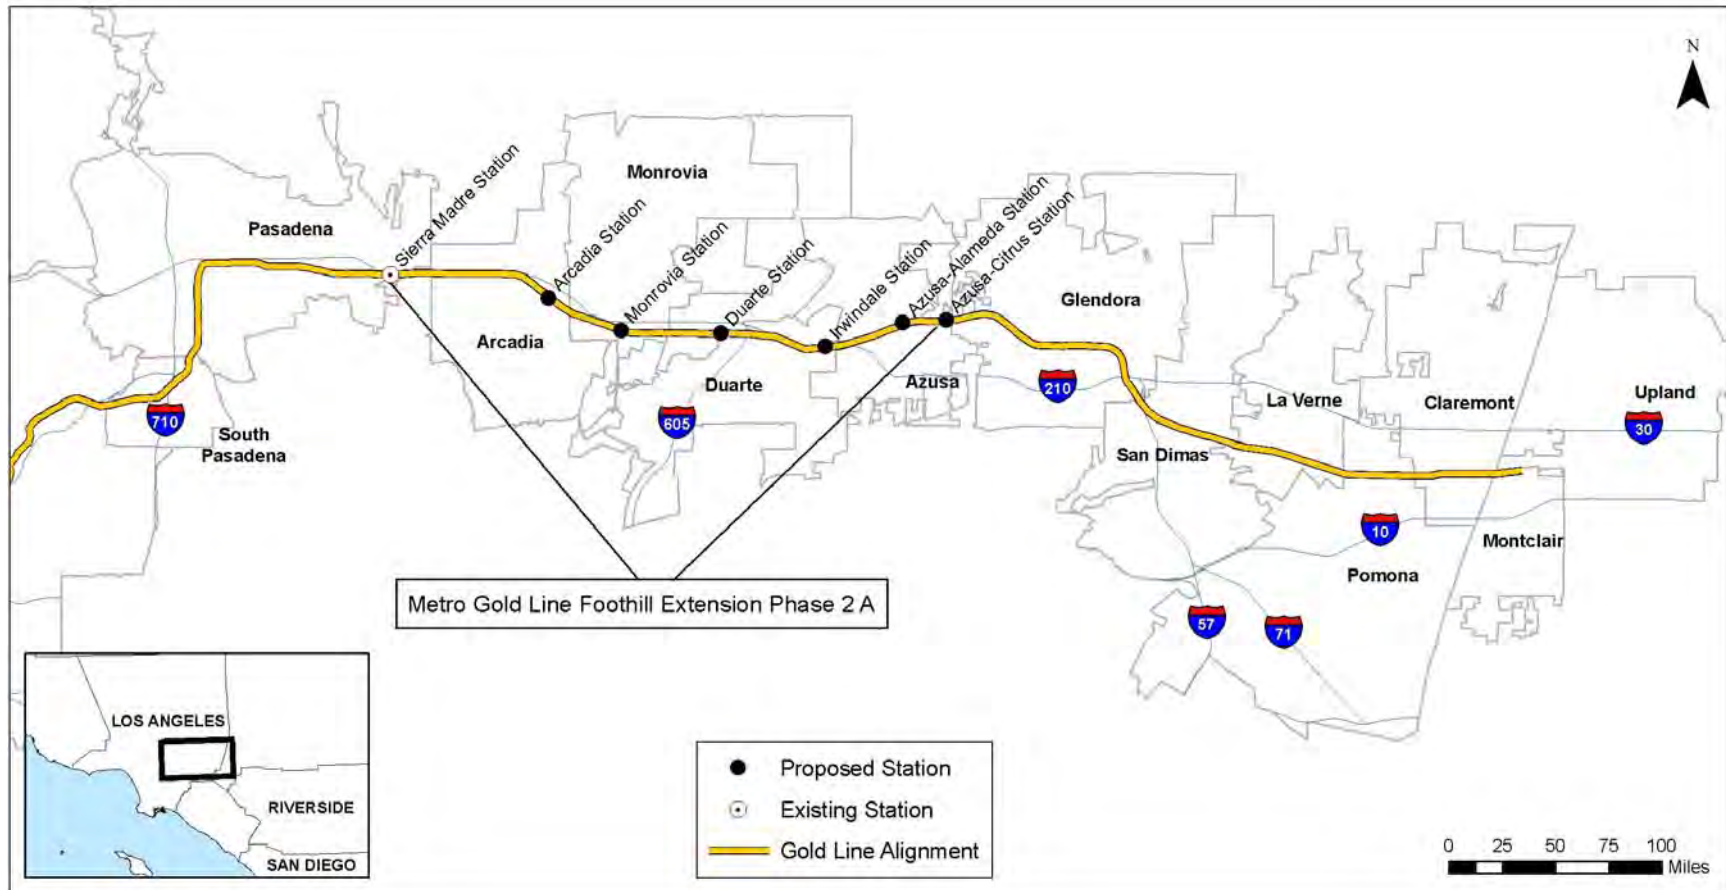 N
Sierra Madre Station
Arcadia Station
Monrovia Station
Duarte Station
Irwindale Station
Azusa-Alameda Station
Azusa-Citrus Station
Pasadena
Monrovia
Glendora
Arcadia
Duarte
Azusa
La Verne
Claremont
Upland
South
Pasadena
San Dimas
Montclair
Pomona
710
605
210
30
10
57
71
Metro Gold Line Foothill Extension Phase 2 A
LOS ANGELES
RIVERSIDE
SAN DIEGO
Proposed Station
Existing Station
Gold Line Alignment
0 25 50 75 100
Miles